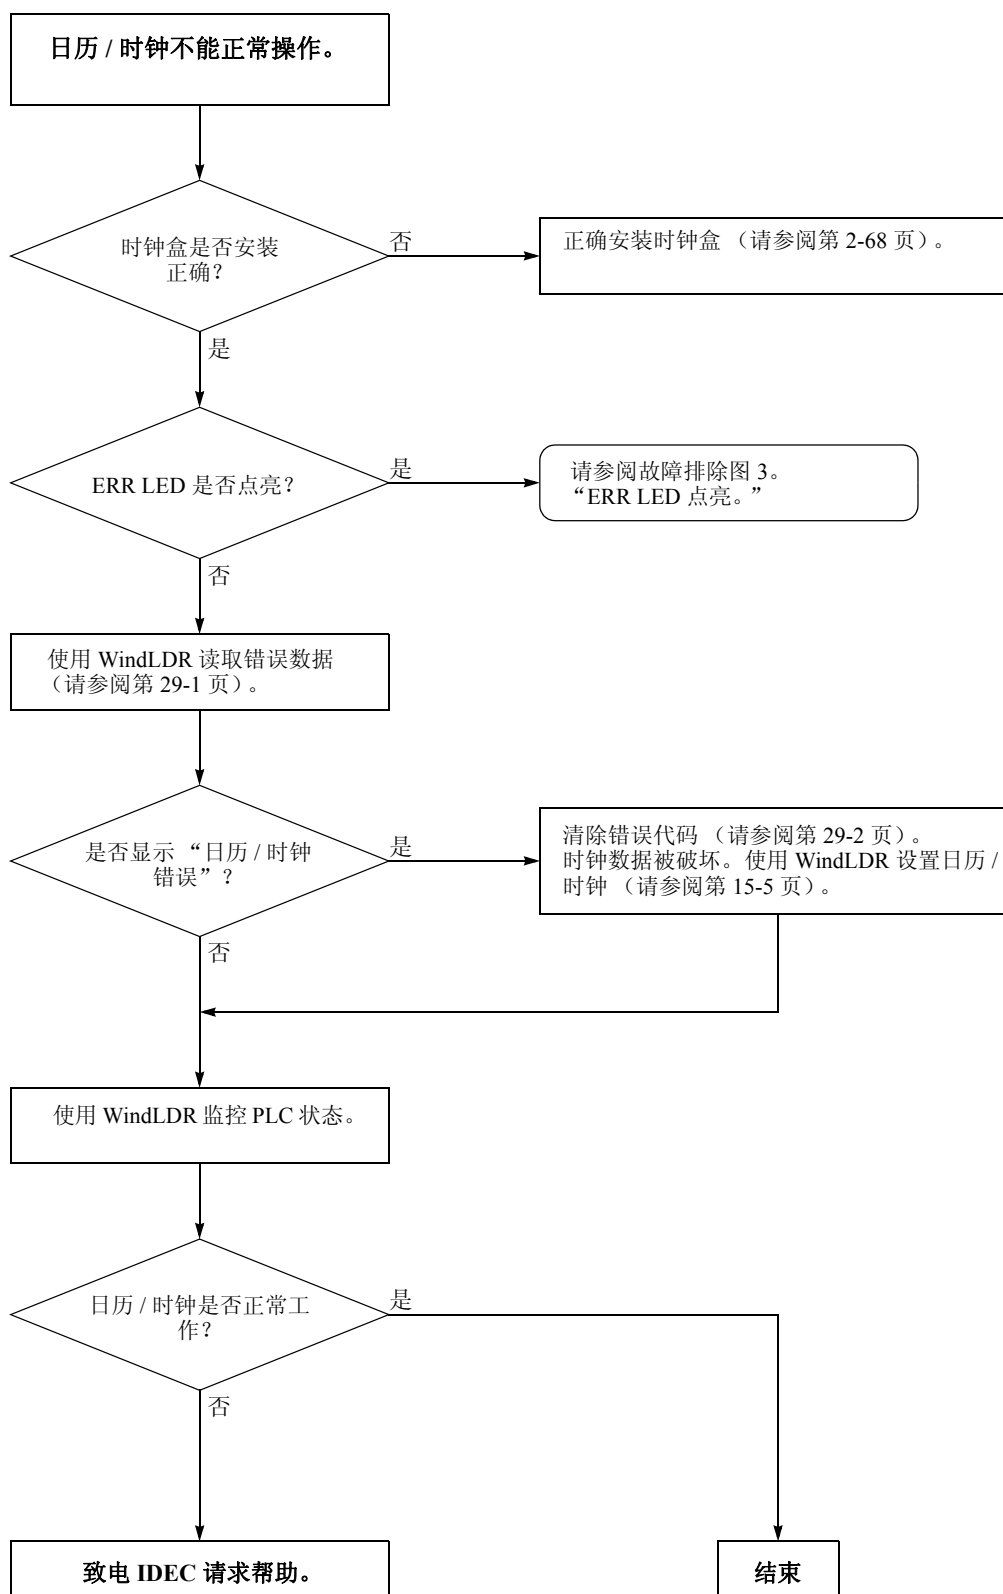 日历 / 时钟不能正常操作。
时钟盒是否安装
正确？
否
正确安装时钟盒 （请参阅第 2-68 页）。
是
ERR LED 是否点亮？
是
请参阅故障排除图 3。
“ERR LED 点亮。”
否
使用 WindLDR 读取错误数据
（请参阅第 29-1 页）。
是否显示 “日历 / 时钟
错误”？
是
清除错误代码 （请参阅第 29-2 页）。
时钟数据被破坏。使用 WindLDR 设置日历 /
时钟 （请参阅第 15-5 页）。
否
使用 WindLDR 监控 PLC 状态。
日历 / 时钟是否正常工
作？
是
否
致电 IDEC 请求帮助。
结束